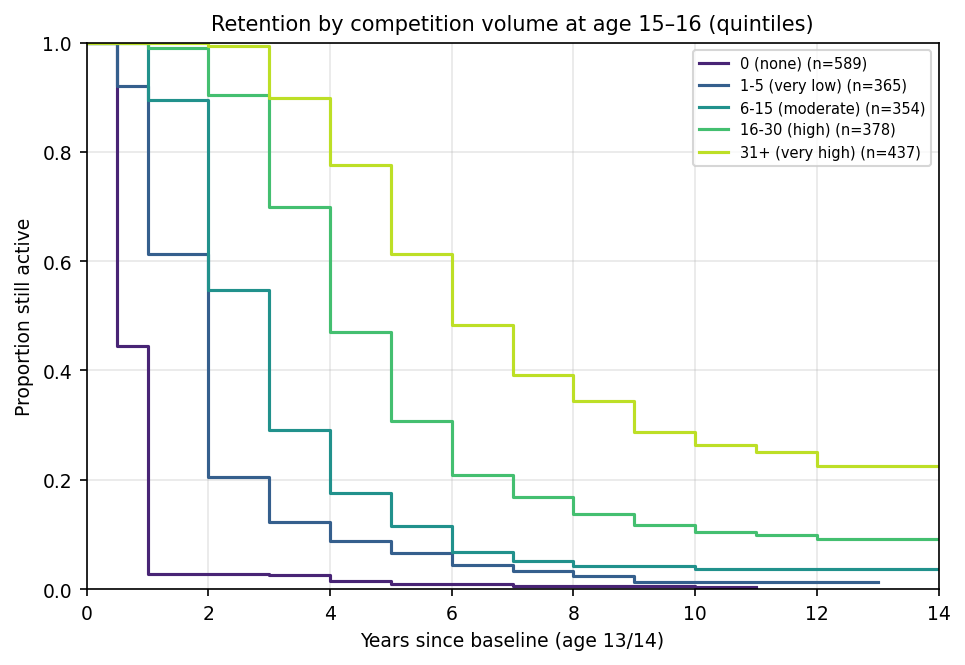 Retention by competition volume at age 15–16 (quintiles)
1.0
0.8
0.6
0.4
0.2
0.0
Proportion still active
0 (none) (n=589)
1-5 (very low) (n=365)
6-15 (moderate) (n=354)
16-30 (high) (n=378)
31+ (very high) (n=437)
0 2 4 6 8 10 12 14
Years since baseline (age 13/14)